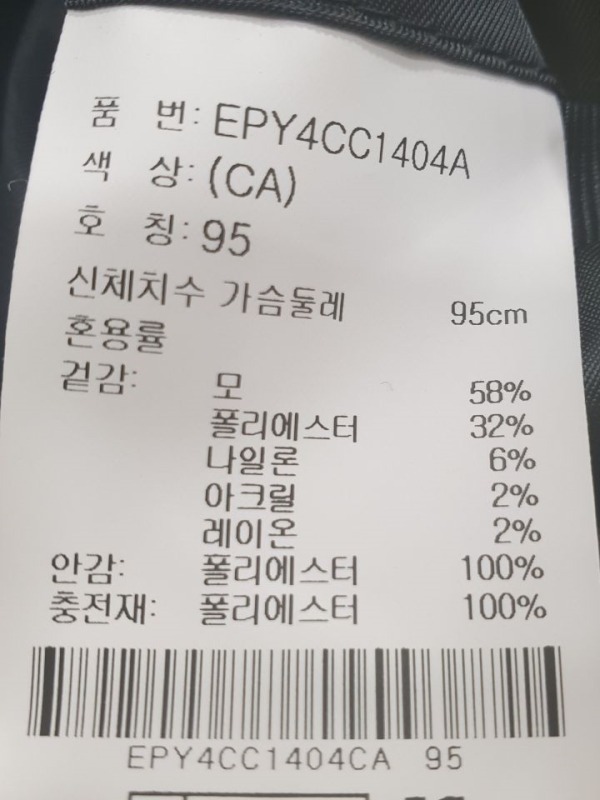 품 번: EPY4CC1404A
색 상: (CA)
호 칭: 95
신체치수 가슴둘레 95cm
혼용률
겉감: 모 58%
폴리에스터 32%
나일론 6%
아크릴 2%
레이온 2%
안감: 폴리에스터 100%
충전재: 폴리에스터 100%
EPY4CC1404CA 95